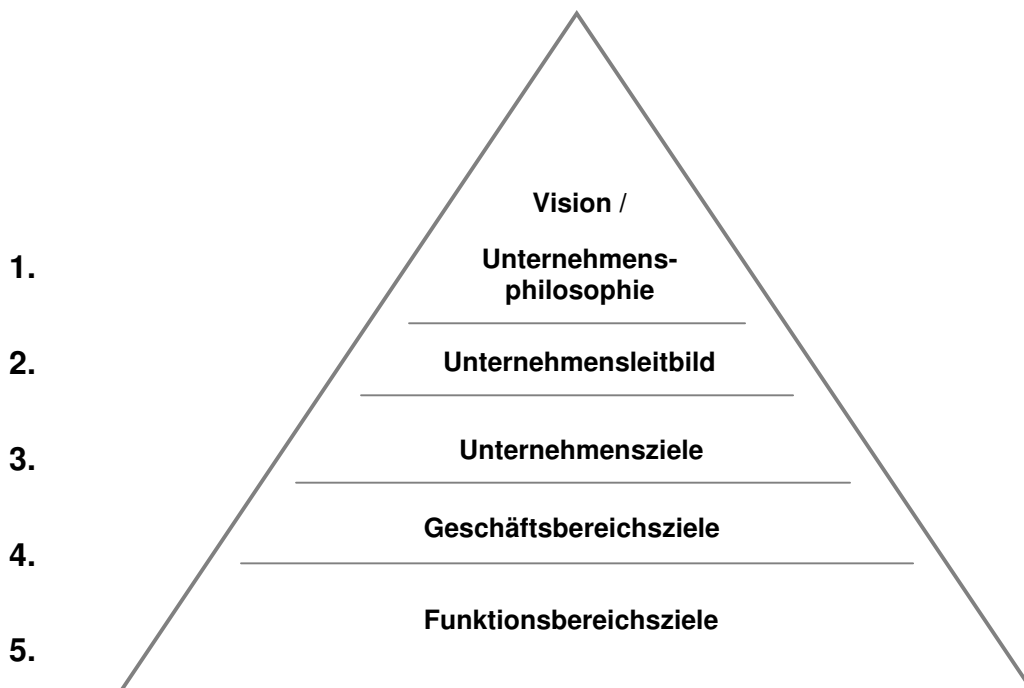 Vision /
1.
Unternehmens-
philosophie
2.
Unternehmensleitbild
3.
Unternehmensziele
4.
Geschäftsbereichsziele
5.
Funktionsbereichsziele